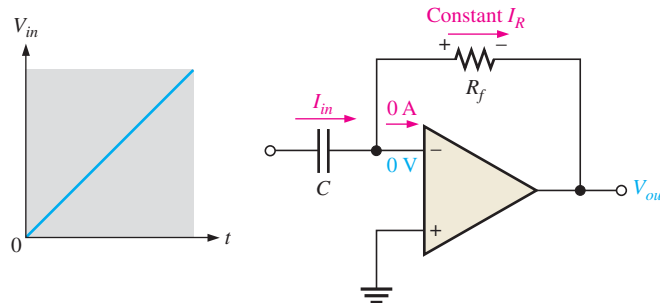 V_in
0
t
Constant I_R
+ −
R_f
I_in
0 A
−
0 V
C
+
V_ou